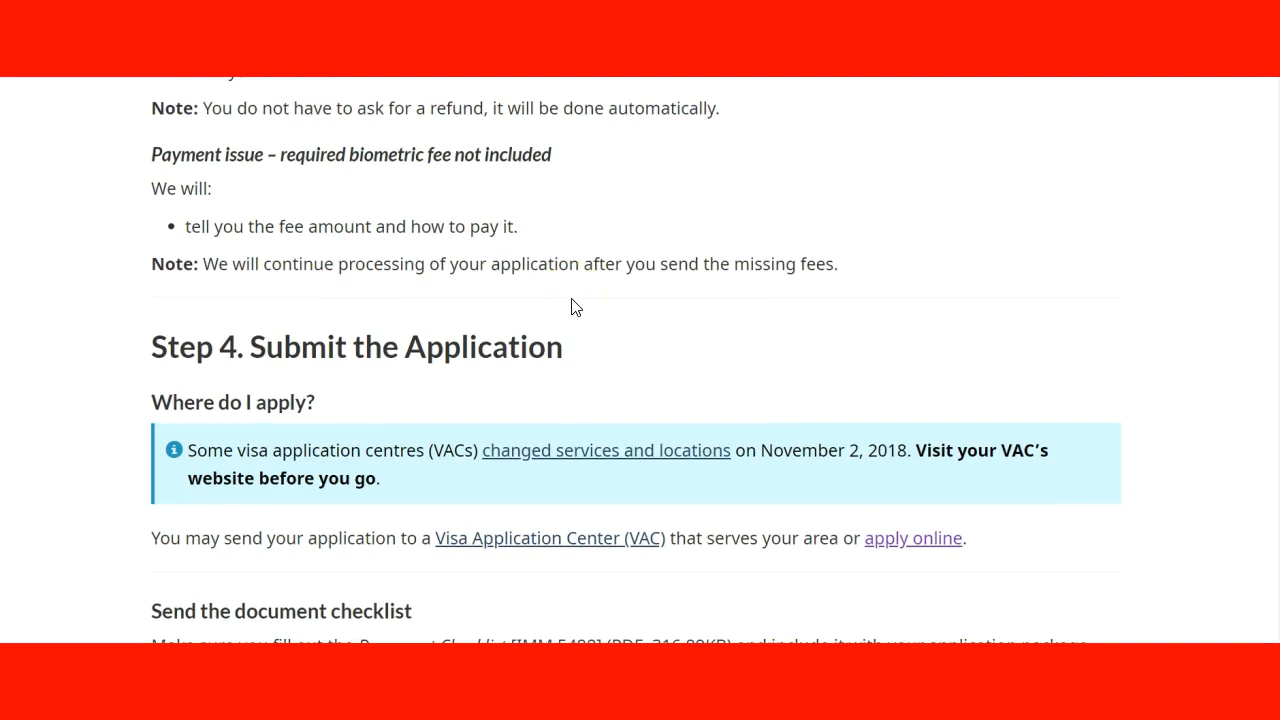 Note: You do not have to ask for a refund, it will be done automatically.
Payment issue – required biometric fee not included
We will:
• tell you the fee amount and how to pay it.
Note: We will continue processing of your application after you send the missing fees.
Step 4. Submit the Application
Where do I apply?
Some visa application centres (VACs) changed services and locations on November 2, 2018. Visit your VAC’s
website before you go.
You may send your application to a Visa Application Center (VAC) that serves your area or apply online.
Send the document checklist